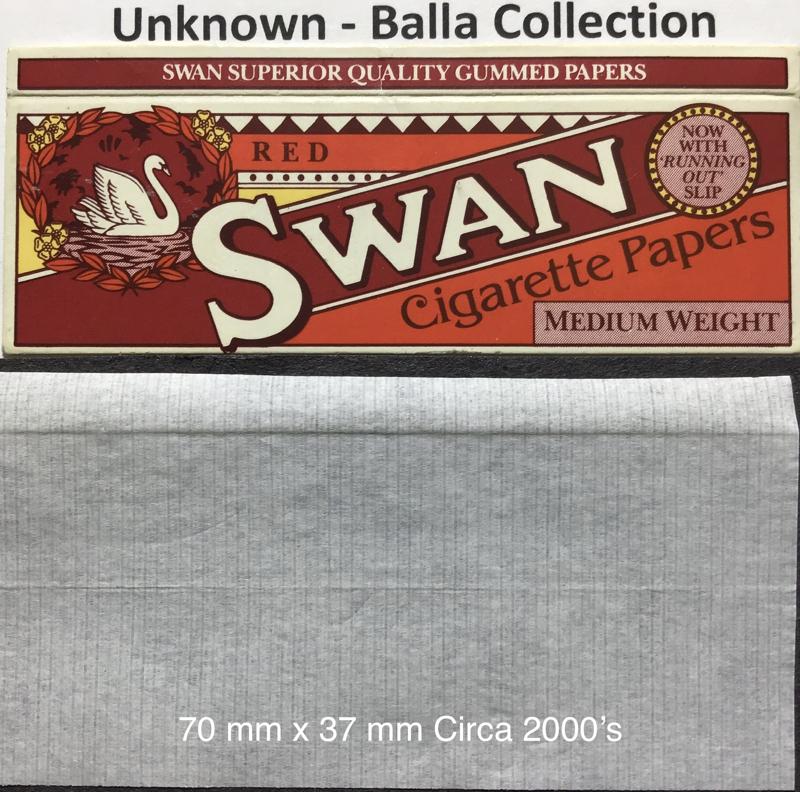 Unknown - Balla Collection
SWAN SUPERIOR QUALITY GUMMED PAPERS
RED
SWAN
Cigarette Papers
NOW
WITH
'RUNNING
OUT'
SLIP
MEDIUM WEIGHT
70 mm x 37 mm Circa 2000's